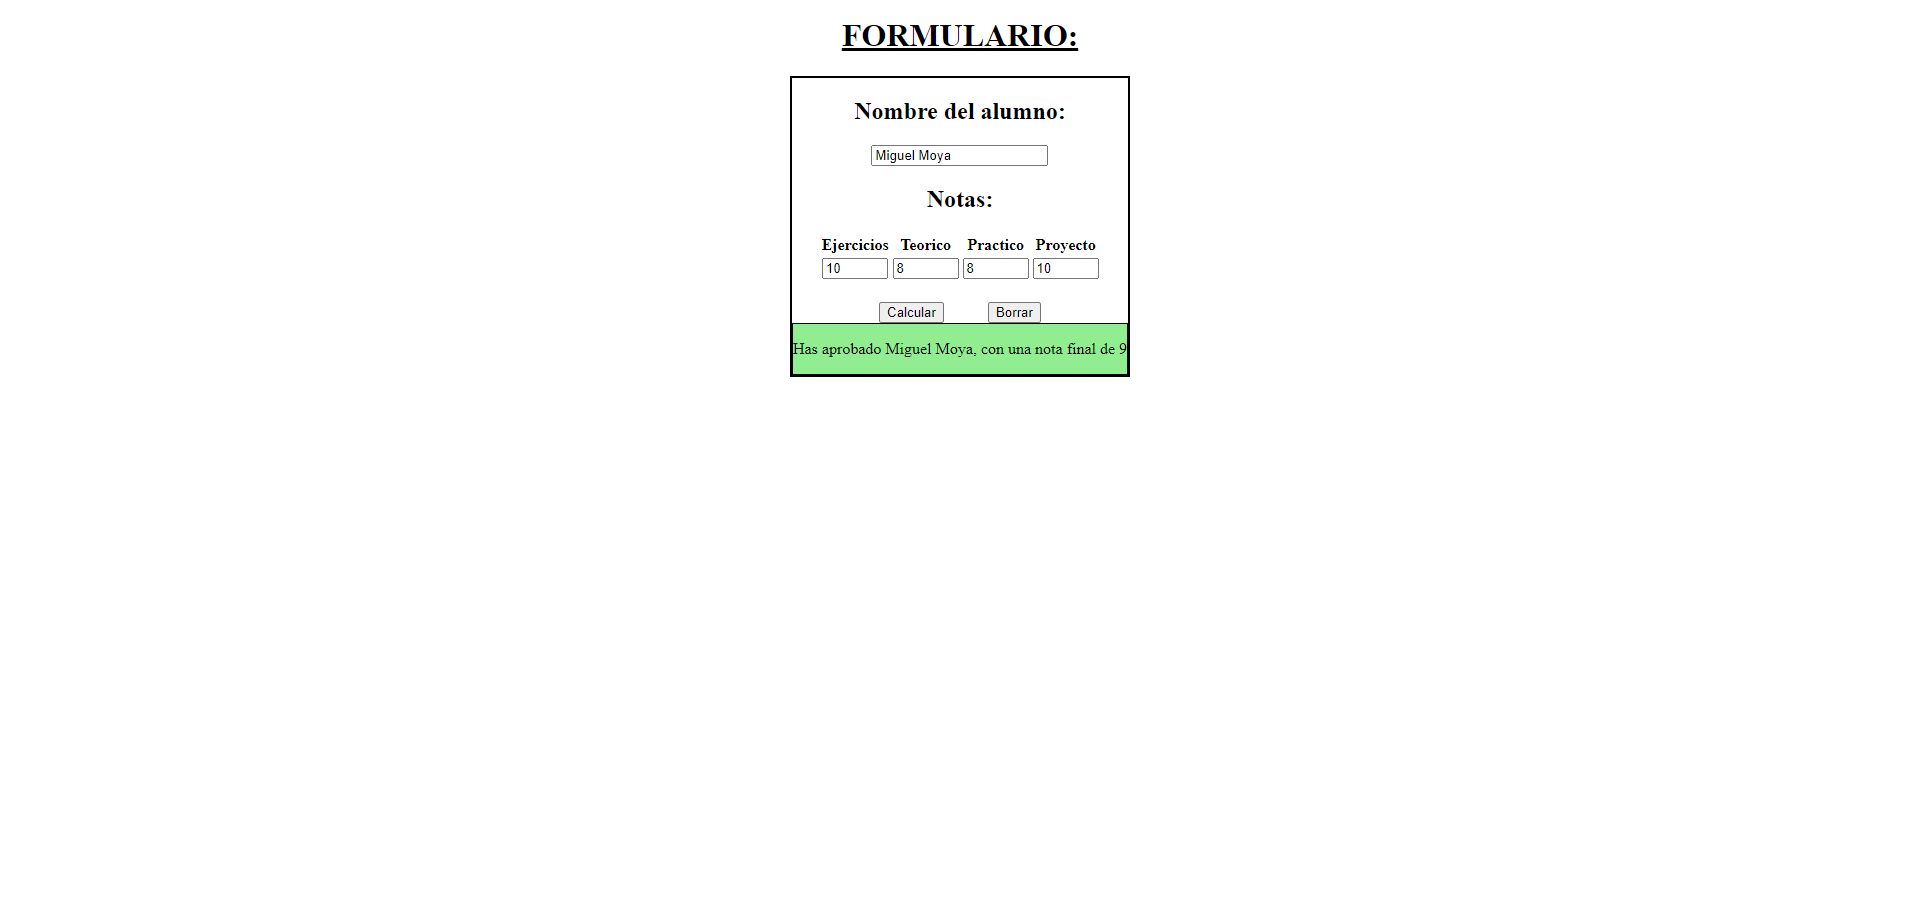 FORMULARIO:
Nombre del alumno:
Miguel Moya
Notas:
Ejercicios Teorico Practico Proyecto
10 8 8 10
Calcular Borrar
Has aprobado Miguel Moya, con una nota final de 9